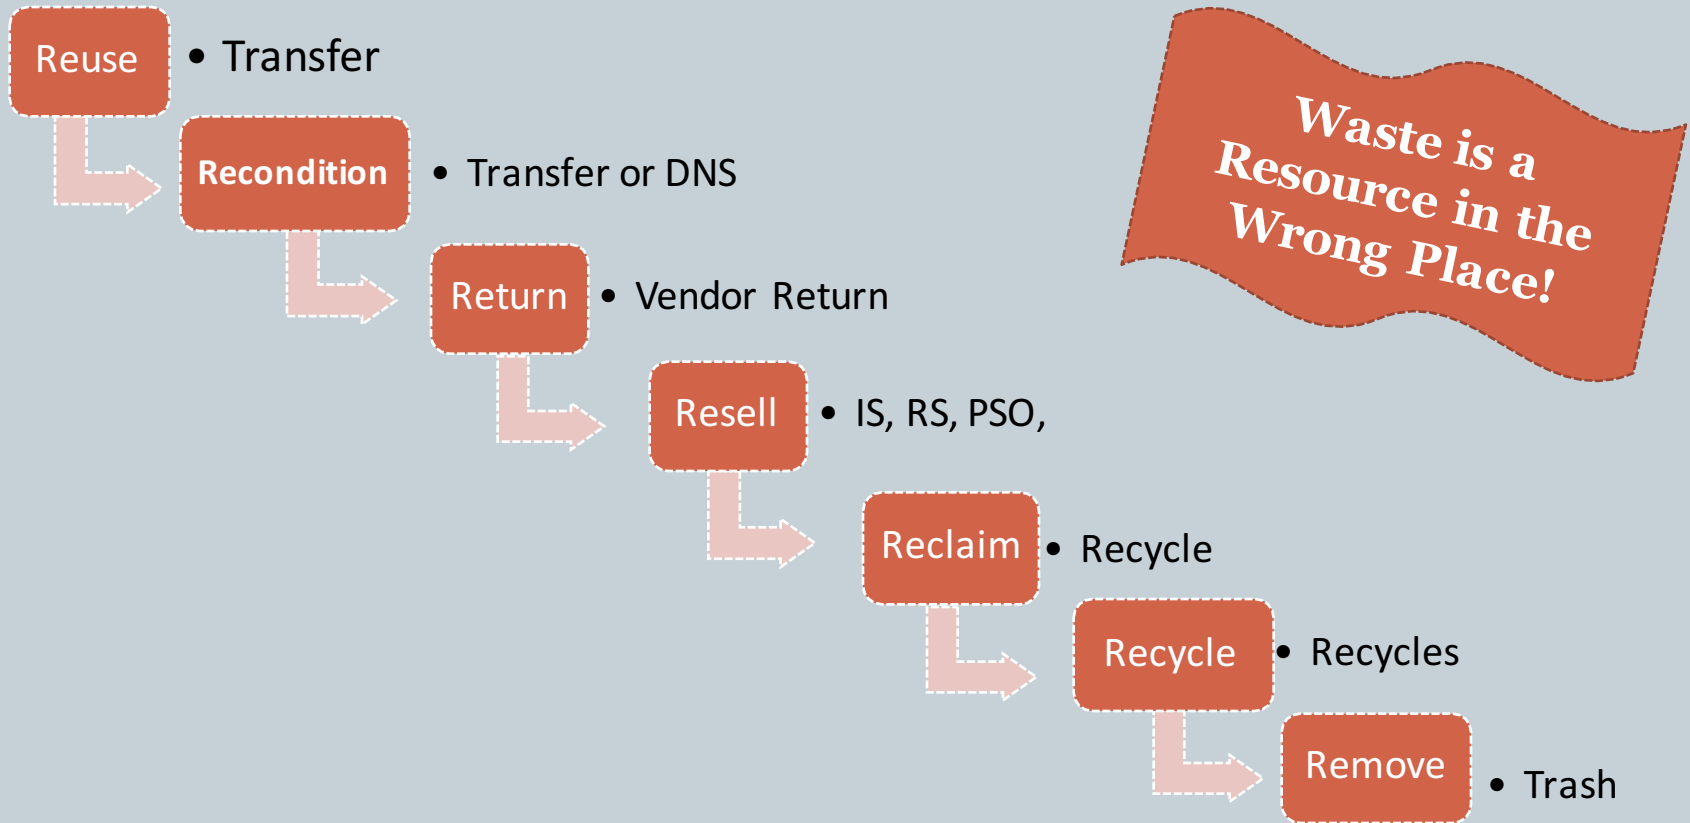 Reuse
• Transfer
Recondition
• Transfer or DNS
Return
• Vendor Return
Resell
• IS, RS, PSO,
Reclaim
• Recycle
Recycle
• Recycles
Remove
• Trash
Waste is a
Resource in the
Wrong Place!